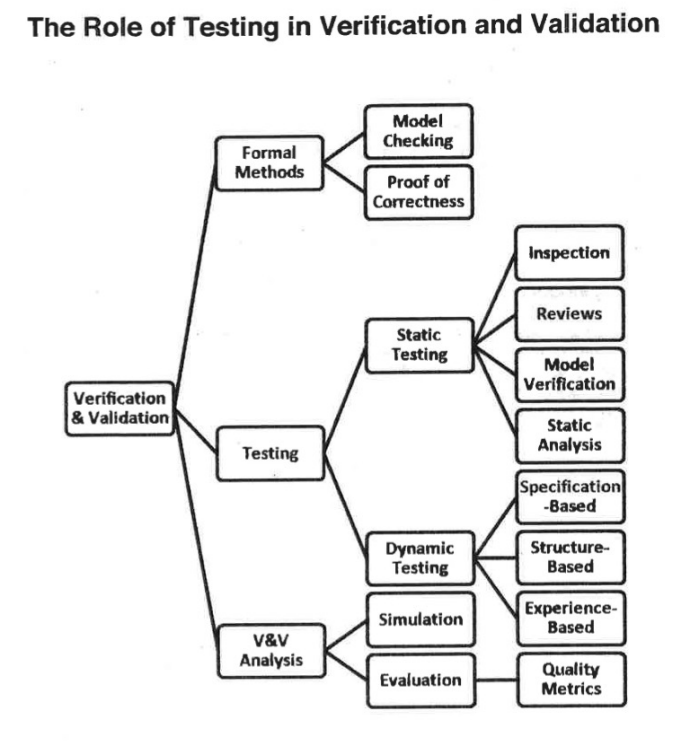 The Role of Testing in Verification and Validation
Model
Checking
Formal
Methods
Proof of
Correctness
Inspection
Reviews
Static
Testing
Model
Verification
Verification
& Validation
Static
Analysis
Testing
Specification
-Based
Dynamic
Testing
Structure-
Based
Experience-
Based
Simulation
V&V
Analysis
Evaluation
Quality
Metrics